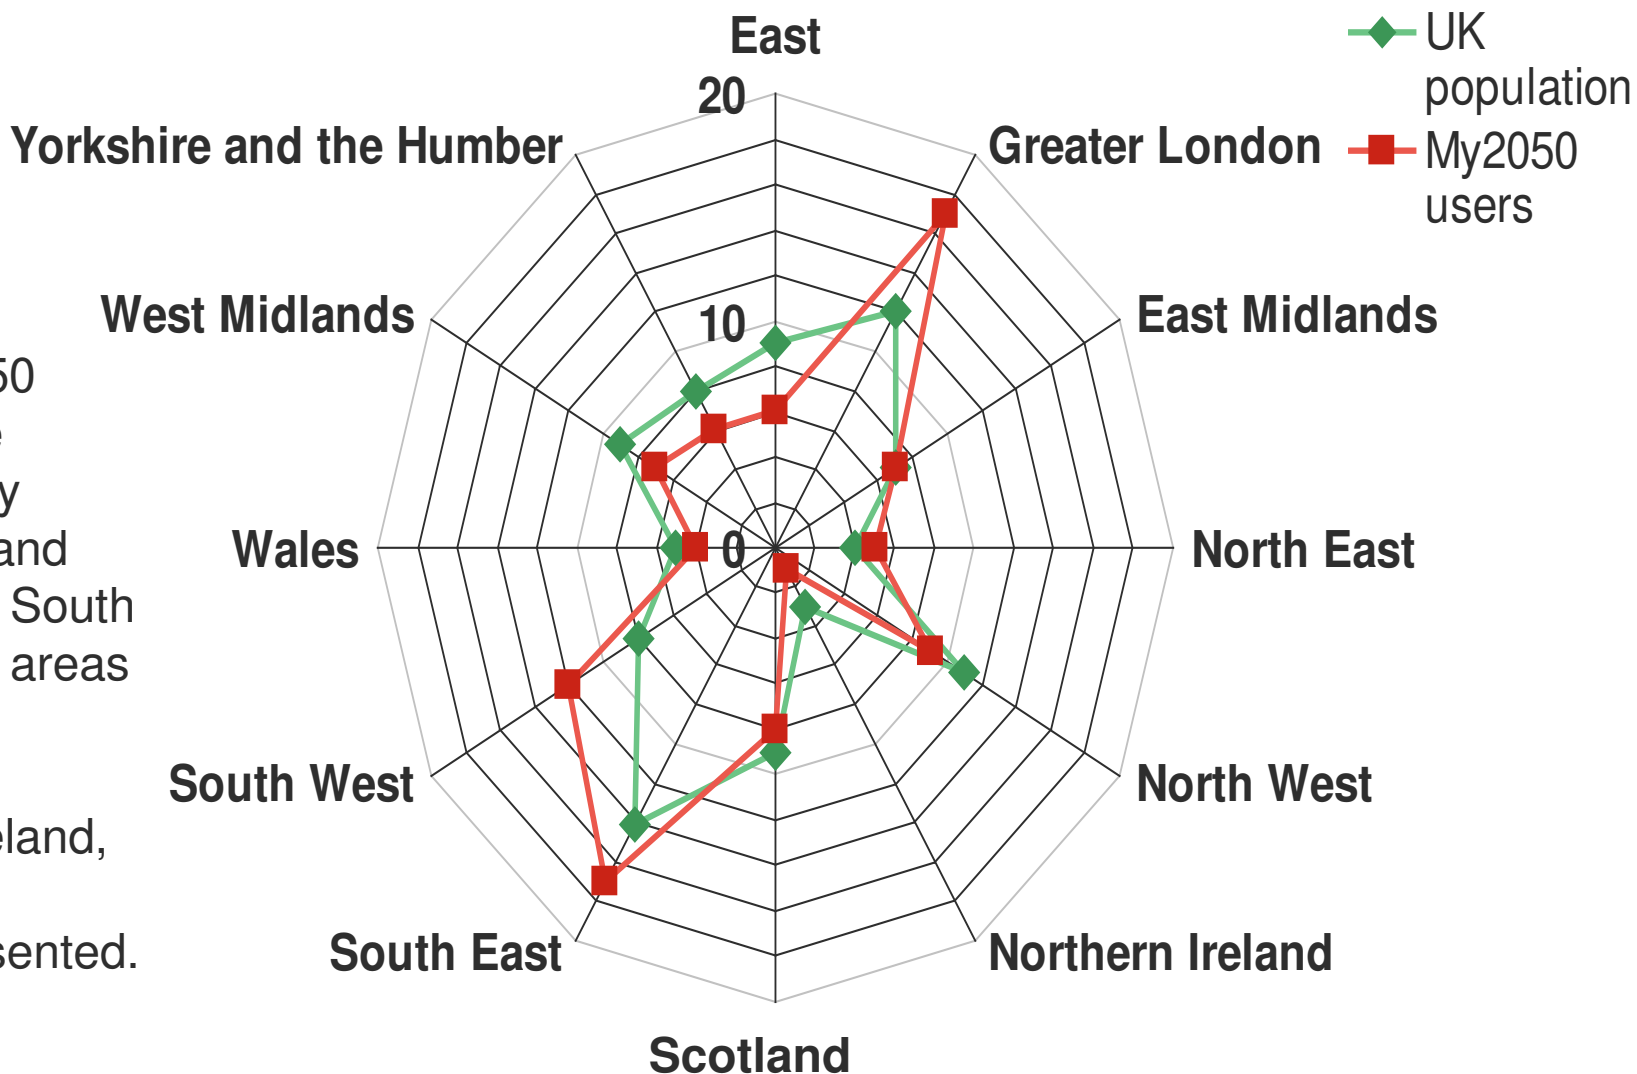 East
UK
population
My2050
users
20
Yorkshire and the Humber
Greater London
West Midlands
10
East Midlands
50
e
y
and
Wales
0
North East
South
areas
South West
North West
eland,
South East
Northern Ireland
sented.
Scotland